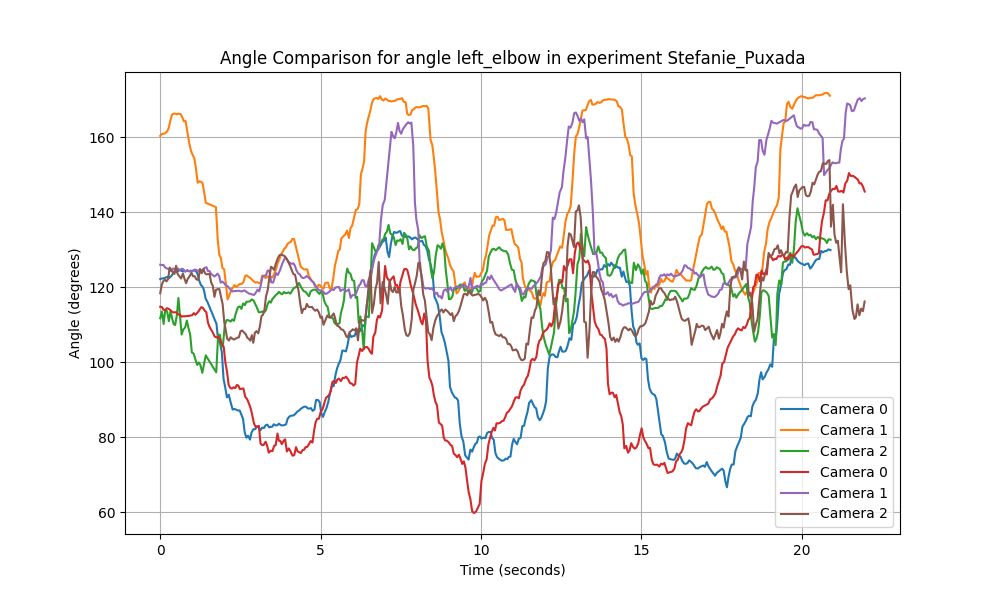 Angle Comparison for angle left_elbow in experiment Stefanie_Puxada
Angle (degrees)
160
140
120
100
80
60
0 5 10 15 20
Time (seconds)
Camera 0
Camera 1
Camera 2
Camera 0
Camera 1
Camera 2